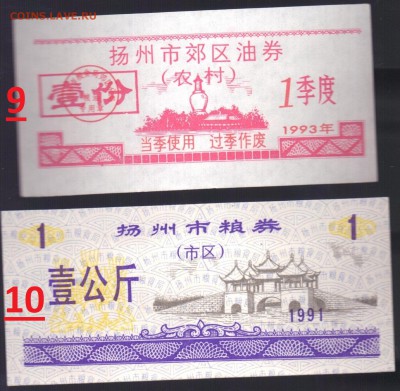 COINS.LAVE.RU
9
扬州市郊区油券
(农村)
壹份
1季度
当季使用 过季作废
1993年
10
1 扬州市粮券 1
(市区)
壹公斤
1991